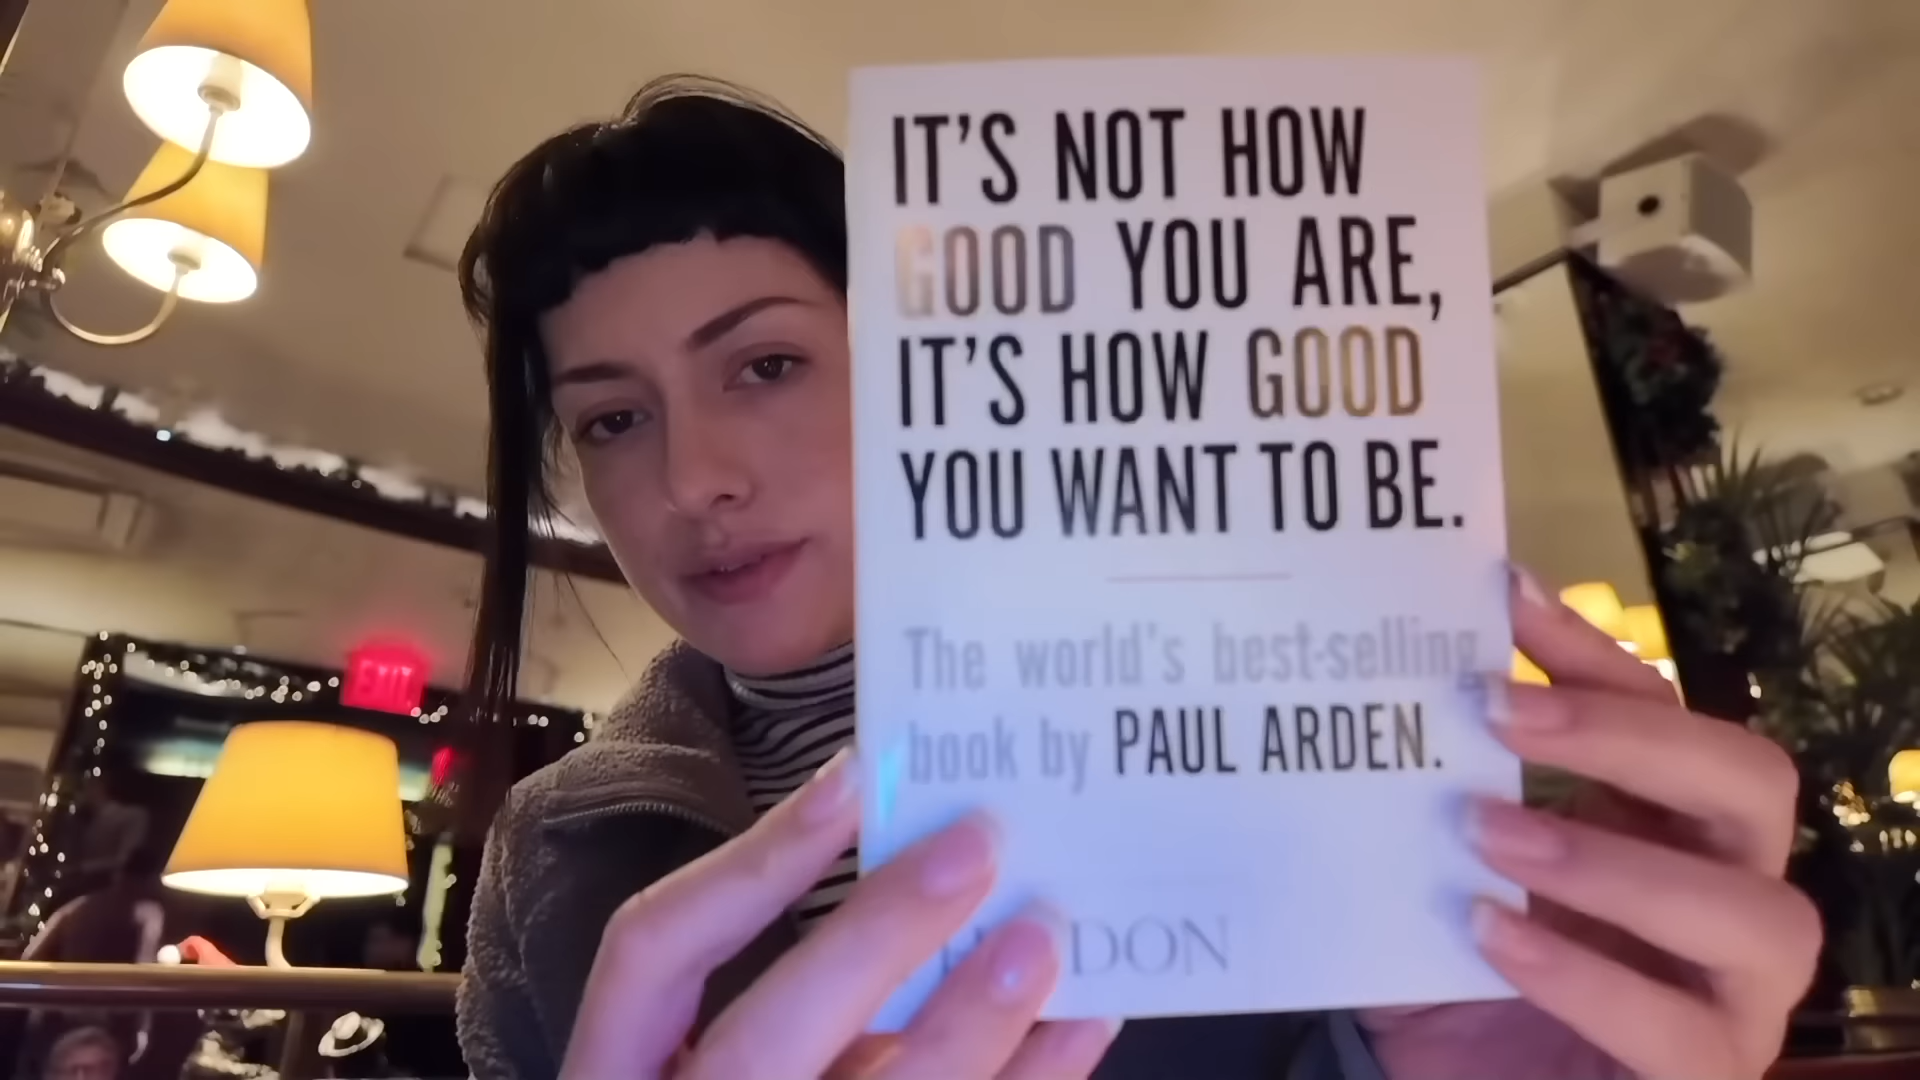 IT'S NOT HOW
GOOD YOU ARE,
IT'S HOW GOOD
YOU WANT TO BE.
The world's best-selling
book by PAUL ARDEN.
EXIT